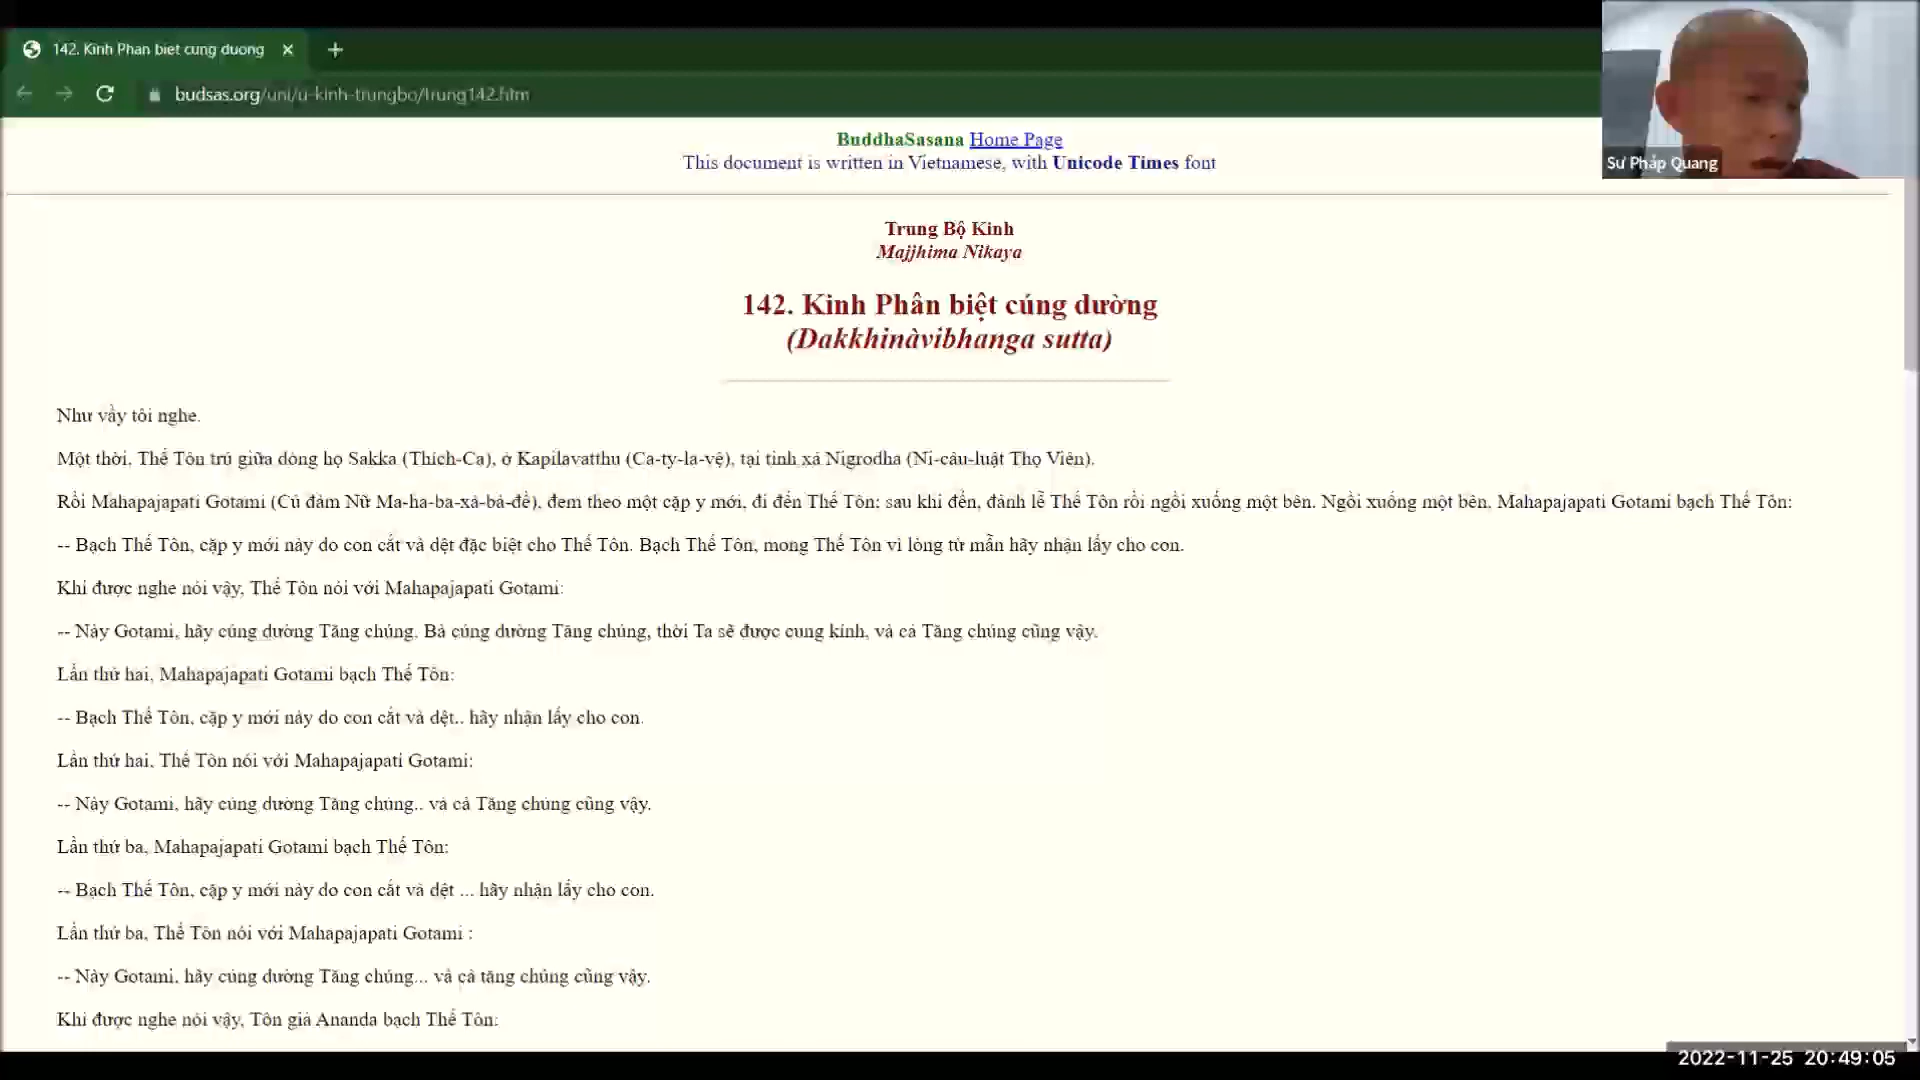 142. Kinh Phan biet cung duong
budsas.org/uni/u-kinh-trungbo/trung142.htm
Sư Pháp Quang
BuddhaSasana Home Page
This document is written in Vietnamese, with Unicode Times font
Trung Bộ Kinh
Majjhima Nikaya
142. Kinh Phân biệt cúng dường
(Dakkhinàvibhanga sutta)
Như vầy tôi nghe.
Một thời, Thế Tôn trú giữa dòng họ Sakka (Thích-Ca), ở Kapilavatthu (Ca-tỳ-la-vệ), tại tinh xá Nigrodha (Ni-câu-luật Thọ Viên).
Rồi Mahapajapati Gotami (Cù đàm Nữ Ma-ha-ba-xà-bà-đề), đem theo một cặp y mới, đi đến Thế Tôn; sau khi đến, đảnh lễ Thế Tôn rồi ngồi xuống một bên. Ngồi xuống một bên, Mahapajapati Gotami bạch Thế Tôn:
-- Bạch Thế Tôn, cặp y mới này do con cắt và dệt đặc biệt cho Thế Tôn. Bạch Thế Tôn, mong Thế Tôn vì lòng từ mẫn hãy nhận lấy cho con.
Khi được nghe nói vậy, Thế Tôn nói với Mahapajapati Gotami:
-- Này Gotami, hãy cúng dường Tăng chúng. Bà cúng dường Tăng chúng, thời Ta sẽ được cung kính, và cả Tăng chúng cũng vậy.
Lần thứ hai, Mahapajapati Gotami bạch Thế Tôn:
-- Bạch Thế Tôn, cặp y mới này do con cắt và dệt.. hãy nhận lấy cho con.
Lần thứ hai, Thế Tôn nói với Mahapajapati Gotami:
-- Này Gotami, hãy cúng dường Tăng chúng.. và cả Tăng chúng cũng vậy.
Lần thứ ba, Mahapajapati Gotami bạch Thế Tôn:
-- Bạch Thế Tôn, cặp y mới này do con cắt và dệt ... hãy nhận lấy cho con.
Lần thứ ba, Thế Tôn nói với Mahapajapati Gotami :
-- Này Gotami, hãy cúng dường Tăng chúng... và cả tăng chúng cũng vậy.
Khi được nghe nói vậy, Tôn giả Ananda bạch Thế Tôn:
2022-11-25 20:49:05